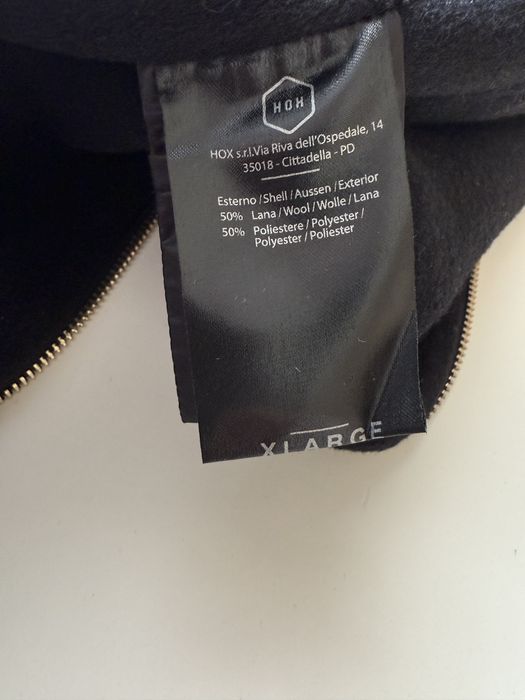 HOX
HOX s.r.l.Via Riva dell'Ospedale, 14
35018 - Cittadella - PD
Esterno / Shell / Aussen / Exterior
50% Lana / Wool / Wolle / Lana
50% Poliestere / Polyester /
Polyester / Poliester
XLARGE